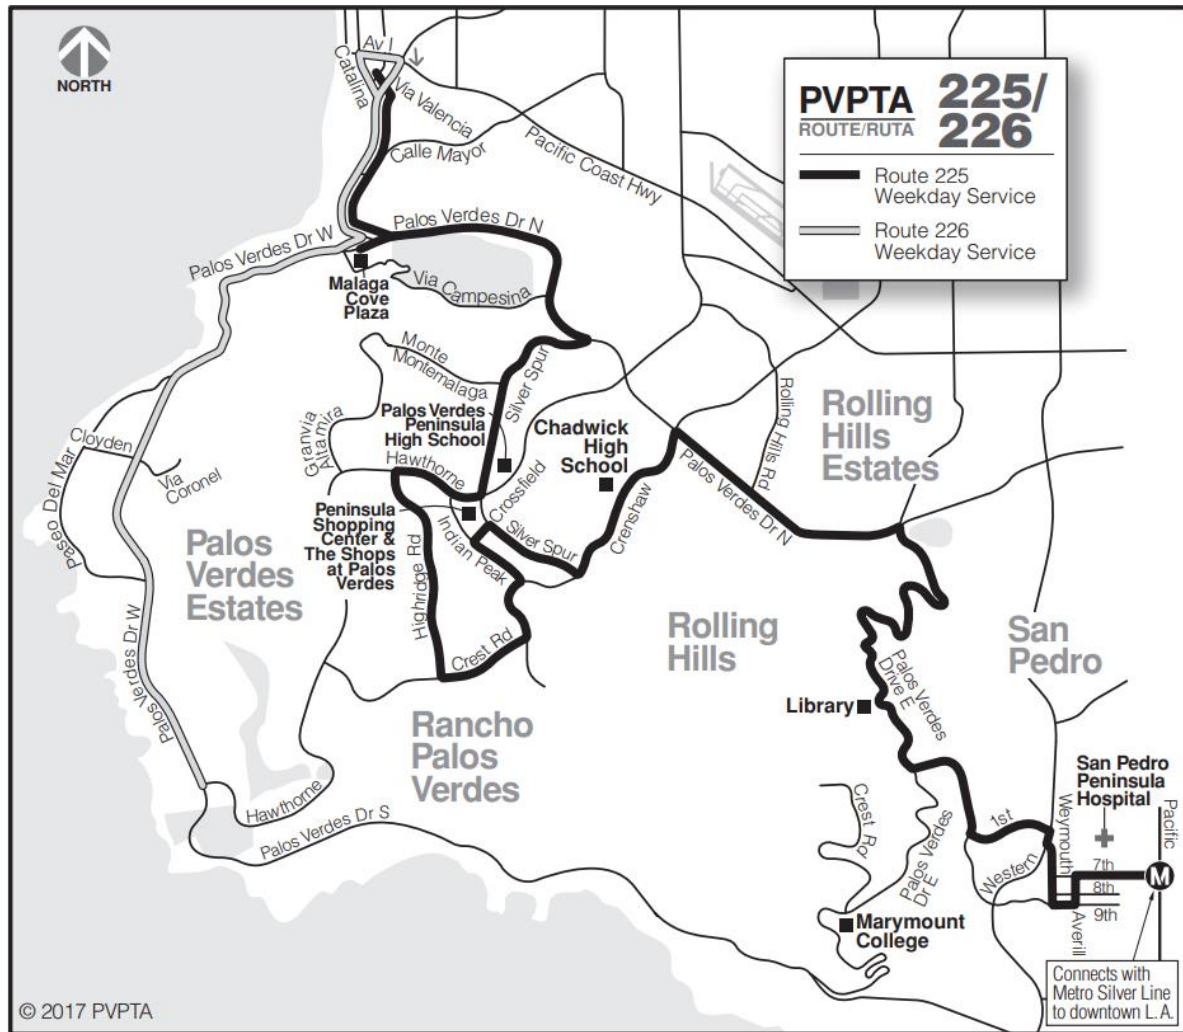 NORTH
Av I
Catalina
Via Valencia
Calle Mayor
Pacific Coast Hwy
PVPTA
ROUTE/RUTA
225/
226
Route 225
Weekday Service
Route 226
Weekday Service
Palos Verdes Dr W
Palos Verdes Dr N
Malaga
Cove
Plaza
Via Campesina
Monte
Montemalaga
Silver Spur
Granvia
Altamira
Palos Verdes
Peninsula
High School
Hawthorne
Crossfield
Chadwick
High
School
Rolling Hills Rd
Rolling
Hills
Estates
Cloyden
Via
Coronel
Paseo Del Mar
Peninsula
Shopping
Center &
The Shops
at Palos
Verdes
Indian Peak
Silver Spur
Crenshaw
Palos Verdes Dr N
Palos
Verdes
Estates
Highridge Rd
Crest Rd
Rolling
Hills
San
Pedro
Palos Verdes Dr W
Palos Verdes
Drive E
Library
Rancho
Palos
Verdes
Hawthorne
Palos Verdes Dr S
Crest Rd
Palos Verdes
Dr E
San Pedro
Peninsula
Hospital
1st
Weymouth
Pacific
Western
7th
8th
9th
M
Averill
Marymount
College
Connects with
Metro Silver Line
to downtown L.A.
© 2017 PVPTA